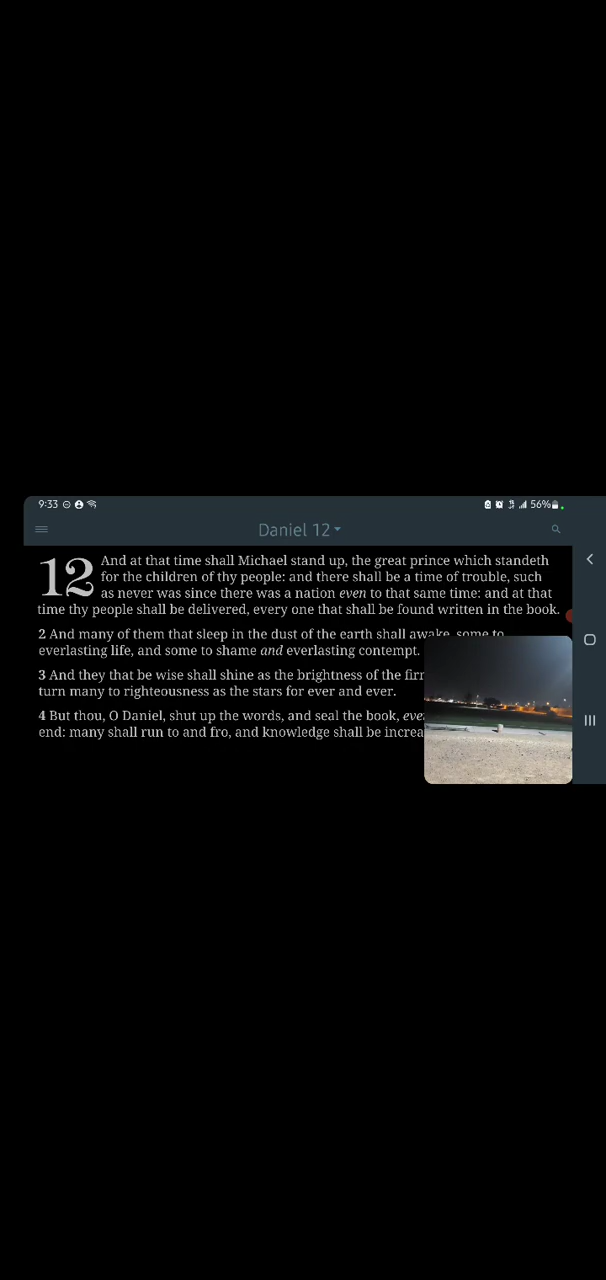 9:33
56%
Daniel 12
12 And at that time shall Michael stand up, the great prince which standeth
for the children of thy people: and there shall be a time of trouble, such
as never was since there was a nation even to that same time: and at that
time thy people shall be delivered, every one that shall be found written in the book.
2 And many of them that sleep in the dust of the earth shall awake, some to
everlasting life, and some to shame and everlasting contempt.
3 And they that be wise shall shine as the brightness of the
turn many to righteousness as the stars for ever and ever.
4 But thou, O Daniel, shut up the words, and seal the book,
end: many shall run to and fro, and knowledge shall be